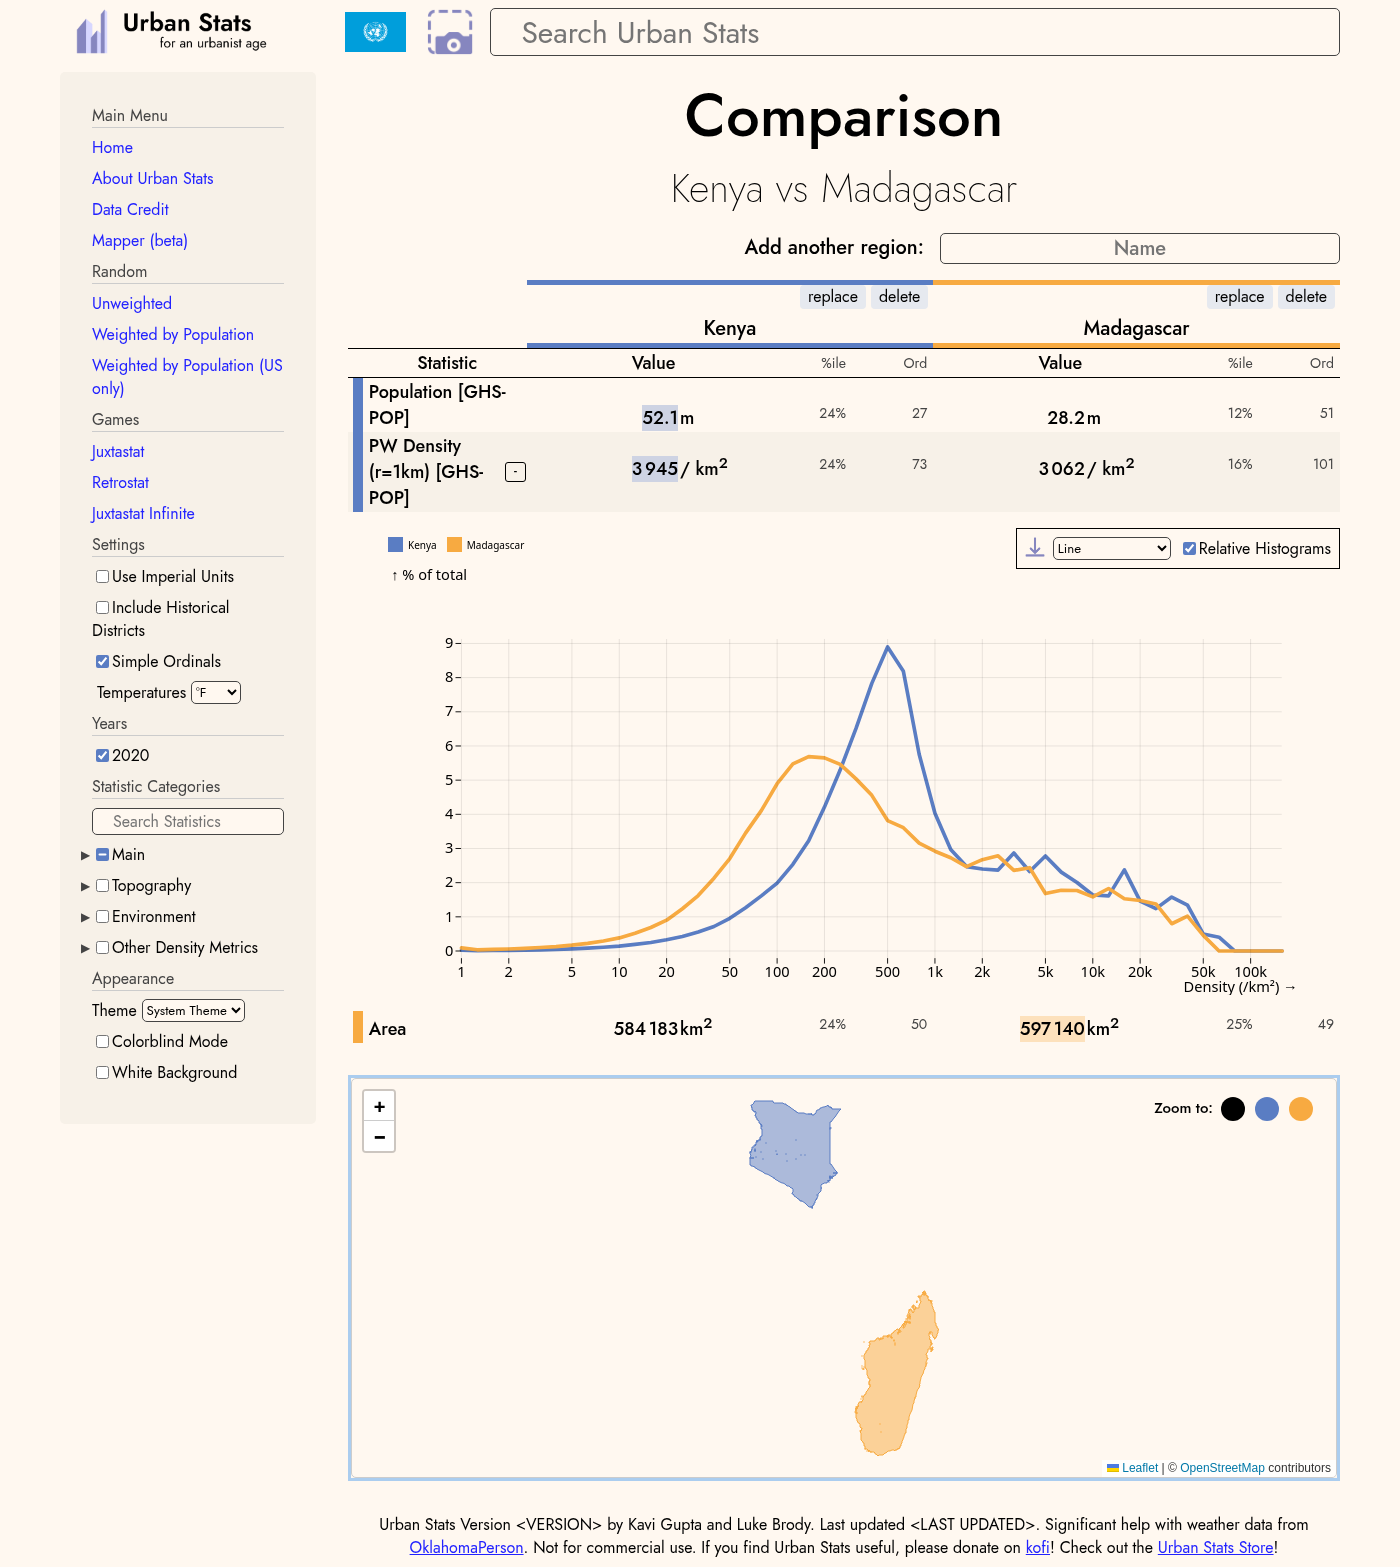 Urban Stats
for an urbanist age
Search Urban Stats
Main Menu
Home
About Urban Stats
Data Credit
Mapper (beta)
Random
Unweighted
Weighted by Population
Weighted by Population (US
only)
Games
Juxtastat
Retrostat
Juxtastat Infinite
Settings
Use Imperial Units
Include Historical
Districts
Simple Ordinals
Temperatures °F
Years
2020
Statistic Categories
Search Statistics
Main
Topography
Environment
Other Density Metrics
Appearance
Theme System Theme
Colorblind Mode
White Background
Comparison
Kenya vs Madagascar
Add another region: Name
replace delete replace delete
Kenya Madagascar
Statistic Value %ile Ord Value %ile Ord
Population [GHS-
POP] 52.1m 24% 27 28.2m 12% 51
PW Density
(r=1km) [GHS- - 3 945 / km² 24% 73 3 062 / km² 16% 101
POP]
Kenya Madagascar
Line Relative Histograms
↑ % of total
9
8
7
6
5
4
3
2
1
0
1 2 5 10 20 50 100 200 500 1k 2k 5k 10k 20k 50k 100k
Density (/km²) →
Area 584 183 km² 24% 50 597 140 km² 25% 49
+
−
Zoom to:
Leaflet | © OpenStreetMap contributors
Urban Stats Version <VERSION> by Kavi Gupta and Luke Brody. Last updated <LAST UPDATED>. Significant help with weather data from
OklahomaPerson. Not for commercial use. If you find Urban Stats useful, please donate on kofi! Check out the Urban Stats Store!